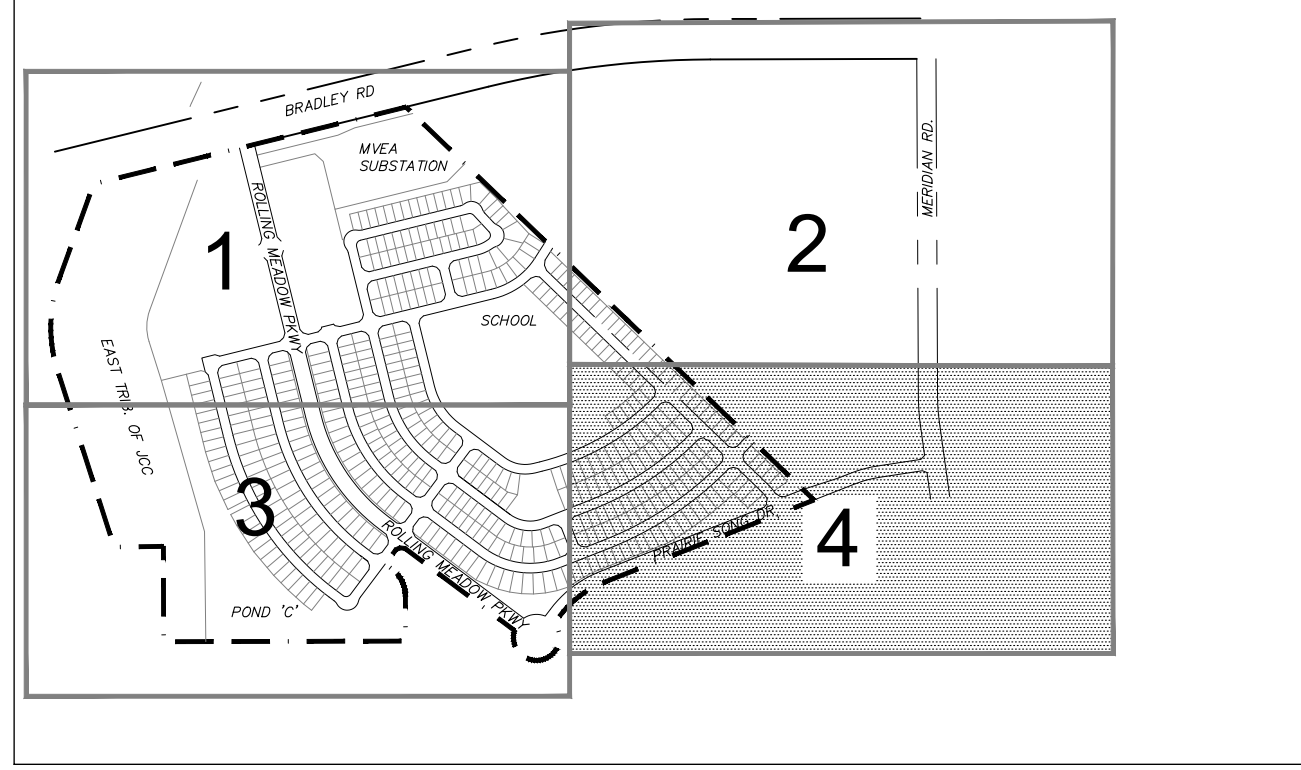 BRADLEY RD
MVEA
SUBSTATION
MERIDIAN RD.
ROLLING MEADOW PKWY
1
2
SCHOOL
EAST TRIB. OF JCC
3
ROLLING MEADOW PKWY
PRAIRIE SONG DR.
4
POND 'C'